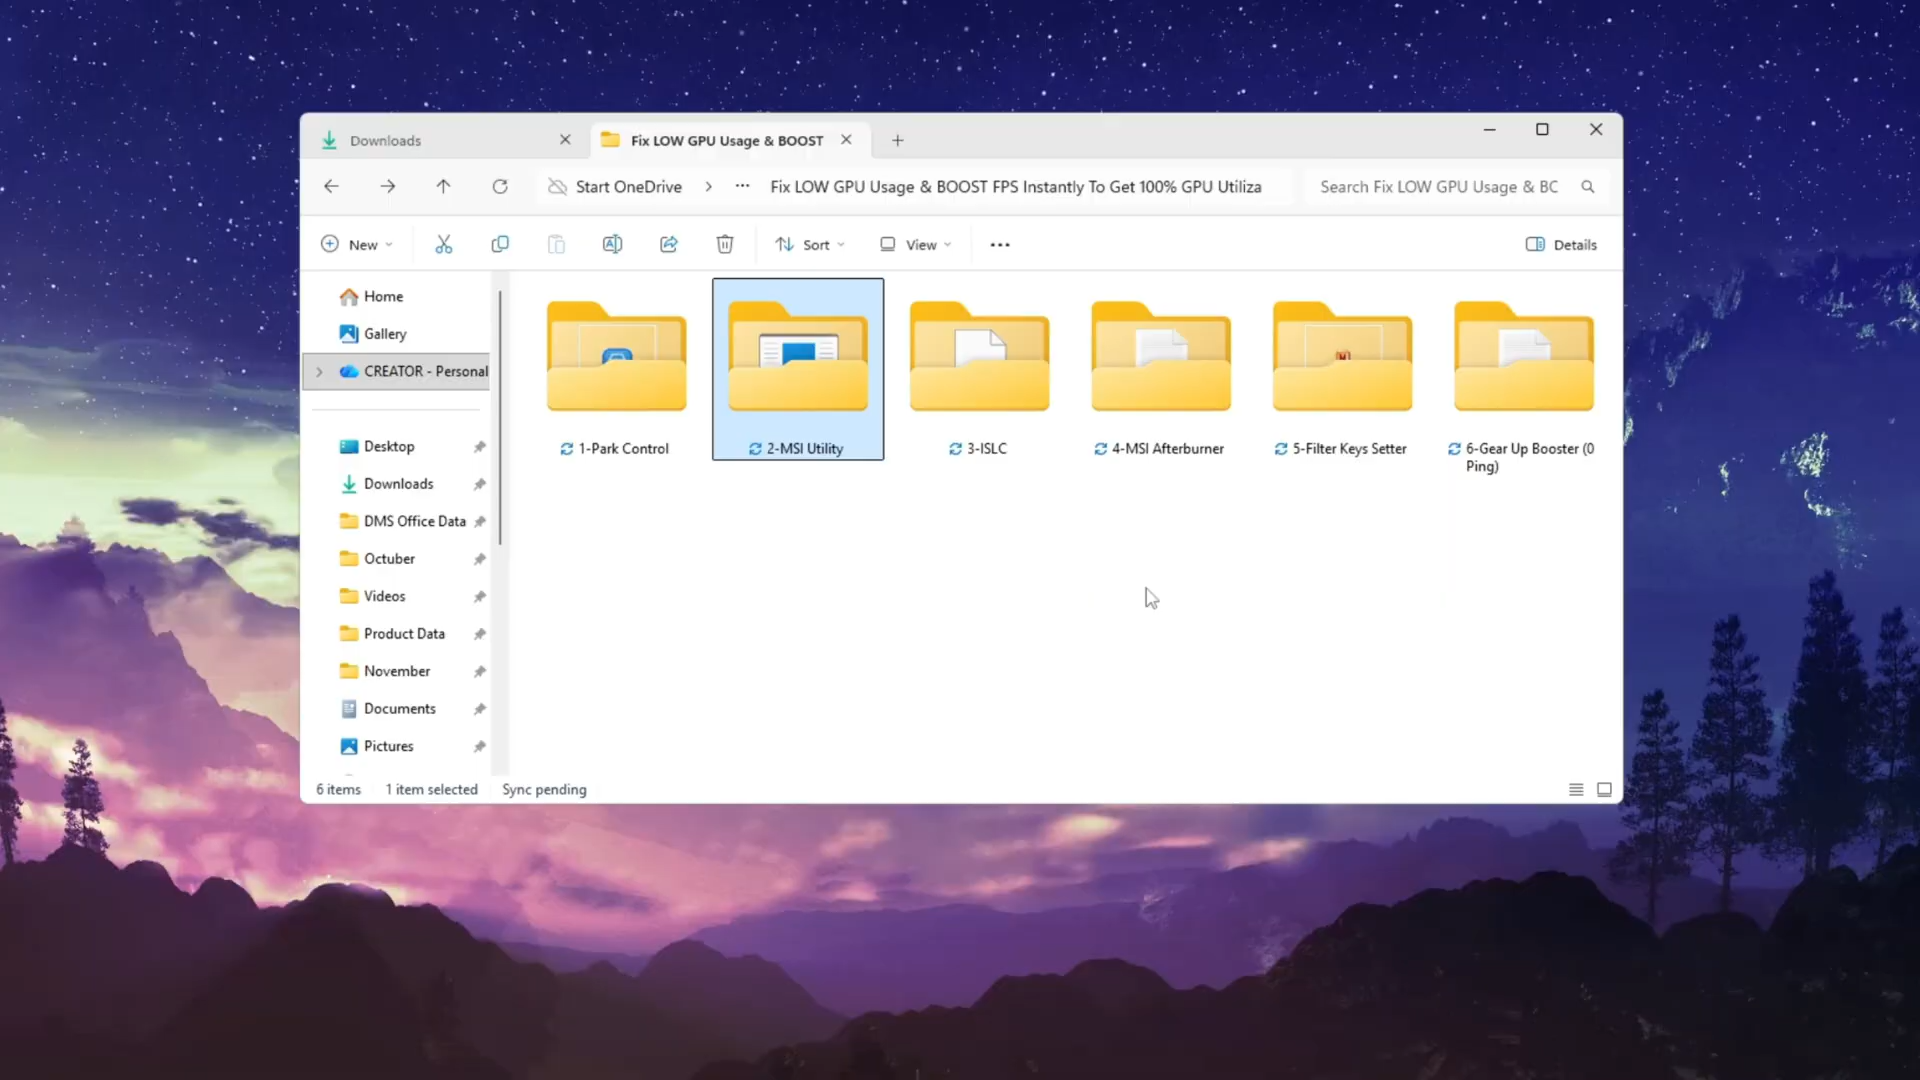 Downloads
Fix LOW GPU Usage & BOOST
Start OneDrive
Fix LOW GPU Usage & BOOST FPS Instantly To Get 100% GPU Utiliza
Search Fix LOW GPU Usage & BC
New
Sort
View
Details
Home
Gallery
CREATOR - Personal
Desktop
Downloads
DMS Office Data
Octuber
Videos
Product Data
November
Documents
Pictures
1-Park Control
2-MSI Utility
3-ISLC
4-MSI Afterburner
5-Filter Keys Setter
6-Gear Up Booster (0
Ping)
6 items
1 item selected
Sync pending